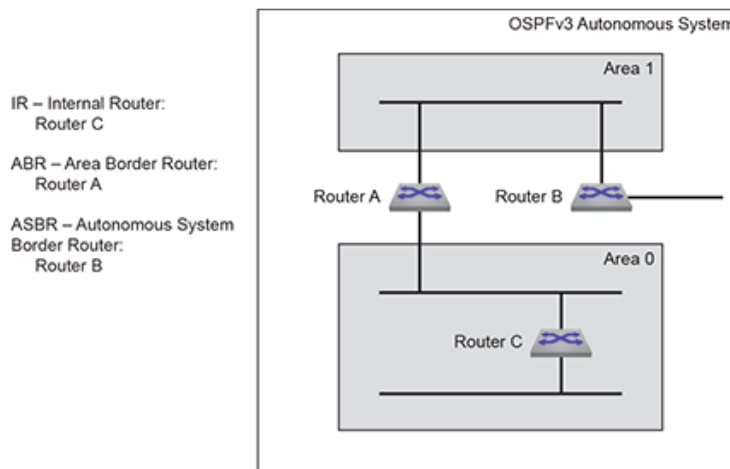 OSPFv3 Autonomous System
Area 1
IR – Internal Router:
Router C
ABR – Area Border Router:
Router A
ASBR – Autonomous System
Border Router:
Router B
Router A
Router B
Area 0
Router C